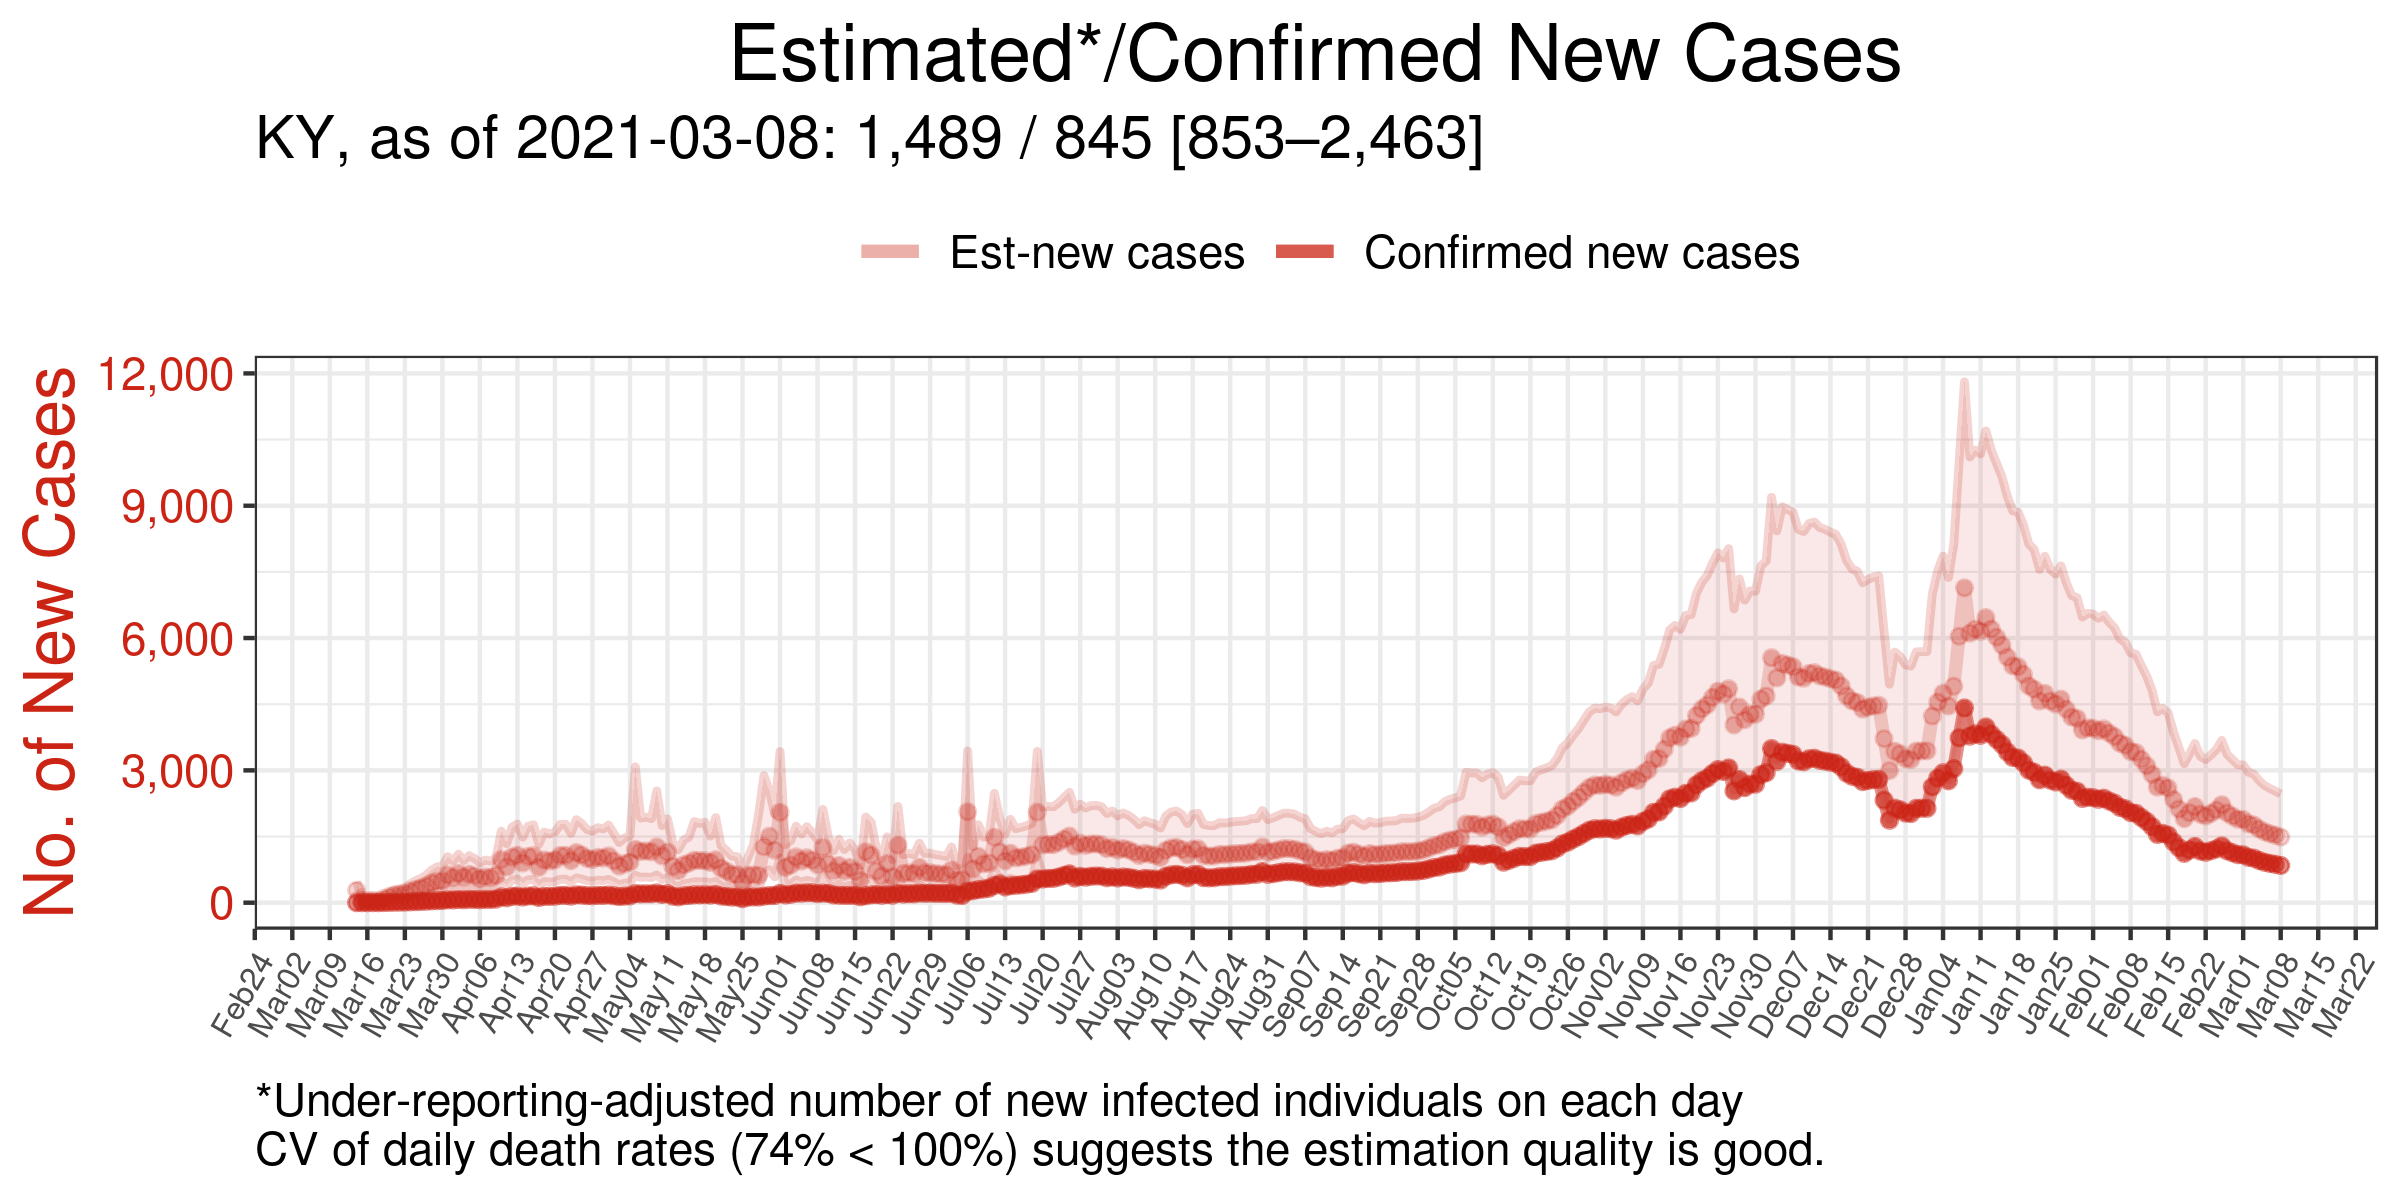 Estimated*/Confirmed New Cases
KY, as of 2021-03-08: 1,489 / 845 [853–2,463]
Est-new cases
Confirmed new cases
No. of New Cases
12,000
9,000
6,000
3,000
0
Feb24
Mar02
Mar09
Mar16
Mar23
Mar30
Apr06
Apr13
Apr20
Apr27
May04
May11
May18
May25
Jun01
Jun08
Jun15
Jun22
Jun29
Jul06
Jul13
Jul20
Jul27
Aug03
Aug10
Aug17
Aug24
Aug31
Sep07
Sep14
Sep21
Sep28
Oct05
Oct12
Oct19
Oct26
Nov02
Nov09
Nov16
Nov23
Nov30
Dec07
Dec14
Dec21
Dec28
Jan04
Jan11
Jan18
Jan25
Feb01
Feb08
Feb15
Feb22
Mar01
Mar08
Mar15
Mar22
*Under-reporting-adjusted number of new infected individuals on each day
CV of daily death rates (74% < 100%) suggests the estimation quality is good.